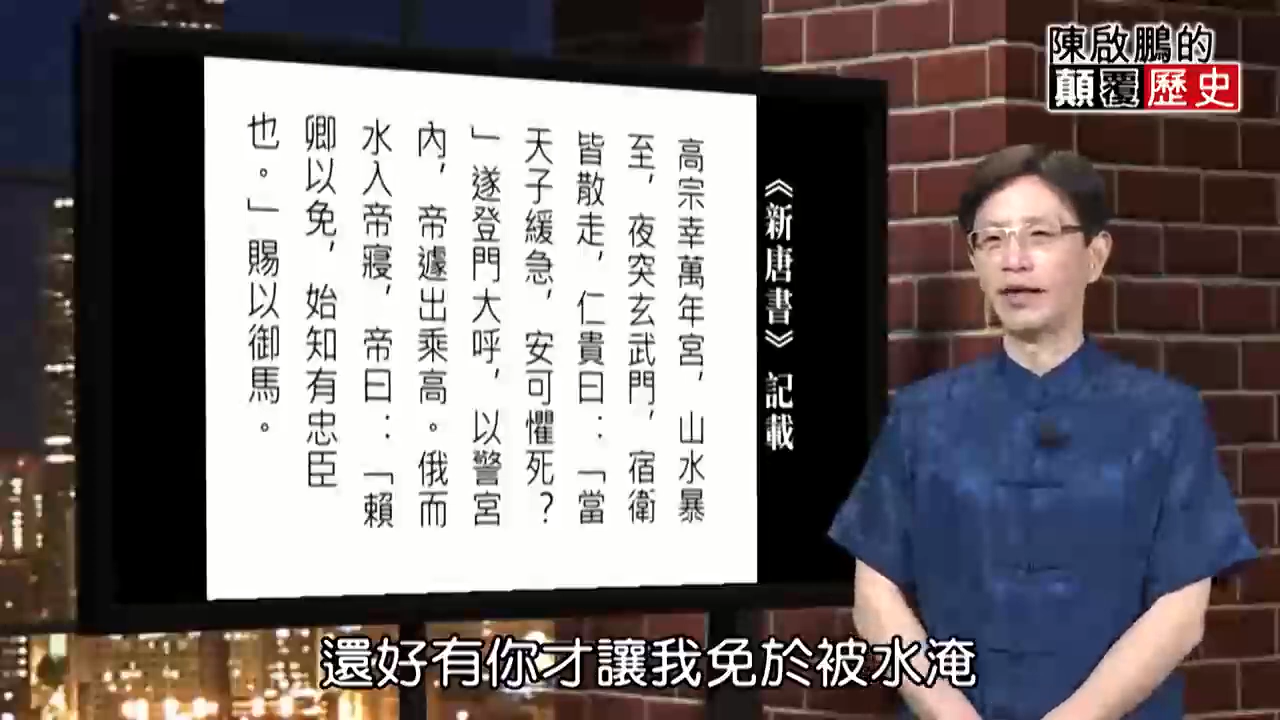 陳啟鵬的
顛覆歷史
《新唐書》記載
高宗幸萬年宮，山水暴
至，夜突玄武門，宿衛
皆散走，仁貴曰：「當
天子緩急，安可懼死？
」遂登門大呼，以警宮
內，帝遽出乘高。俄而
水入帝寢，帝曰：「賴
卿以免，始知有忠臣
也。」賜以御馬。
還好有你才讓我免於被水淹